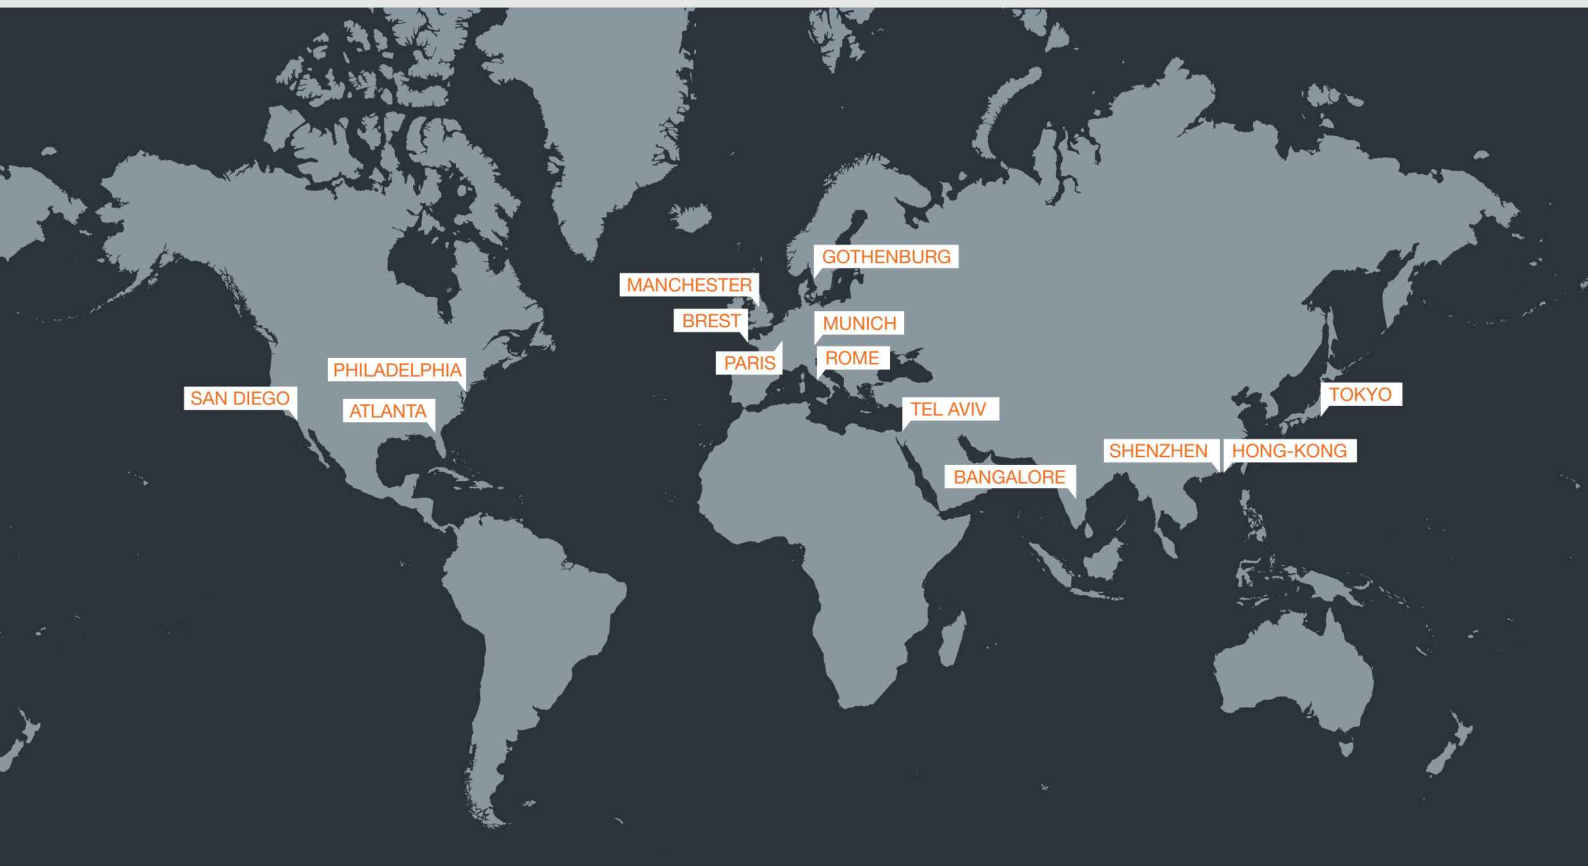 GOTHENBURG
MANCHESTER
BREST
MUNICH
PARIS
ROME
PHILADELPHIA
SAN DIEGO
ATLANTA
TEL AVIV
TOKYO
SHENZHEN
HONG-KONG
BANGALORE